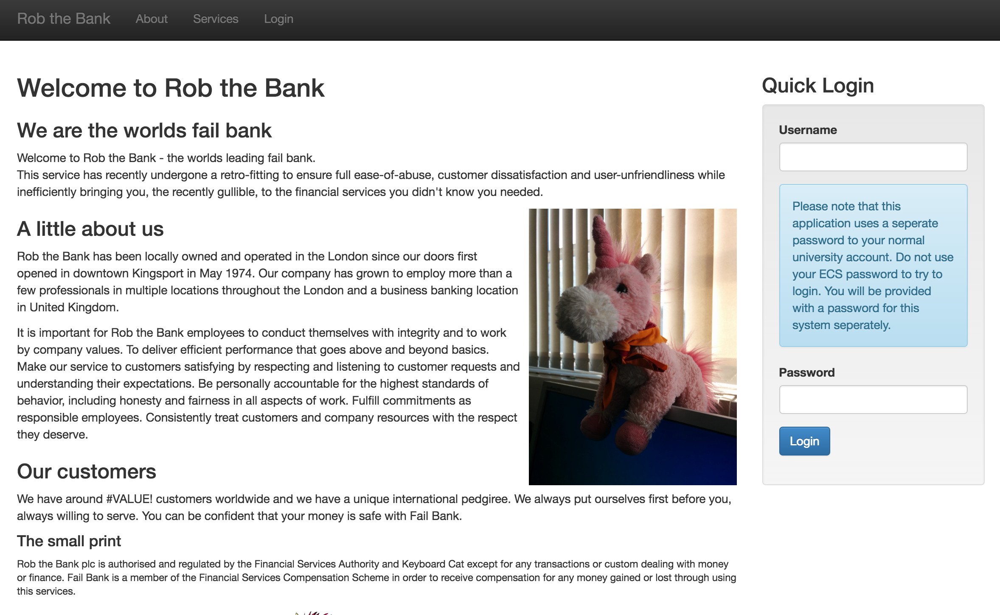 Rob the Bank About Services Login
Welcome to Rob the Bank
We are the worlds fail bank
Welcome to Rob the Bank - the worlds leading fail bank.
This service has recently undergone a retro-fitting to ensure full ease-of-abuse, customer dissatisfaction and user-unfriendliness while
inefficiently bringing you, the recently gullible, to the financial services you didn't know you needed.
A little about us
Rob the Bank has been locally owned and operated in the London since our doors first
opened in downtown Kingsport in May 1974. Our company has grown to employ more than a
few professionals in multiple locations throughout the London and a business banking location
in United Kingdom.
It is important for Rob the Bank employees to conduct themselves with integrity and to work
by company values. To deliver efficient performance that goes above and beyond basics.
Make our service to customers satisfying by respecting and listening to customer requests and
understanding their expectations. Be personally accountable for the highest standards of
behavior, including honesty and fairness in all aspects of work. Fulfill commitments as
responsible employees. Consistently treat customers and company resources with the respect
they deserve.
Our customers
We have around #VALUE! customers worldwide and we have a unique international pedgiree. We always put ourselves first before you,
always willing to serve. You can be confident that your money is safe with Fail Bank.
The small print
Rob the Bank plc is authorised and regulated by the Financial Services Authority and Keyboard Cat except for any transactions or custom dealing with money
or finance. Fail Bank is a member of the Financial Services Compensation Scheme in order to receive compensation for any money gained or lost through using
this services.
Quick Login
Username
Please note that this
application uses a seperate
password to your normal
university account. Do not use
your ECS password to try to
login. You will be provided
with a password for this
system seperately.
Password
Login